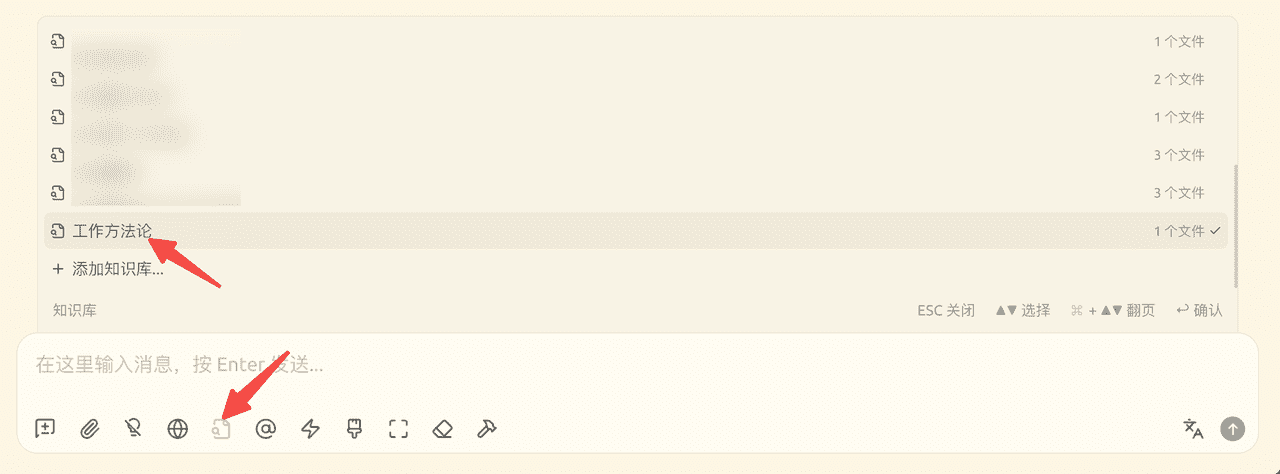 1 个文件
2 个文件
1 个文件
3 个文件
3 个文件
工作方法论 1 个文件
添加知识库...
知识库 ESC 关闭 ▲▼ 选择 ⌘ + ▲▼ 翻页 ↩ 确认
在这里输入消息，按 Enter 发送...